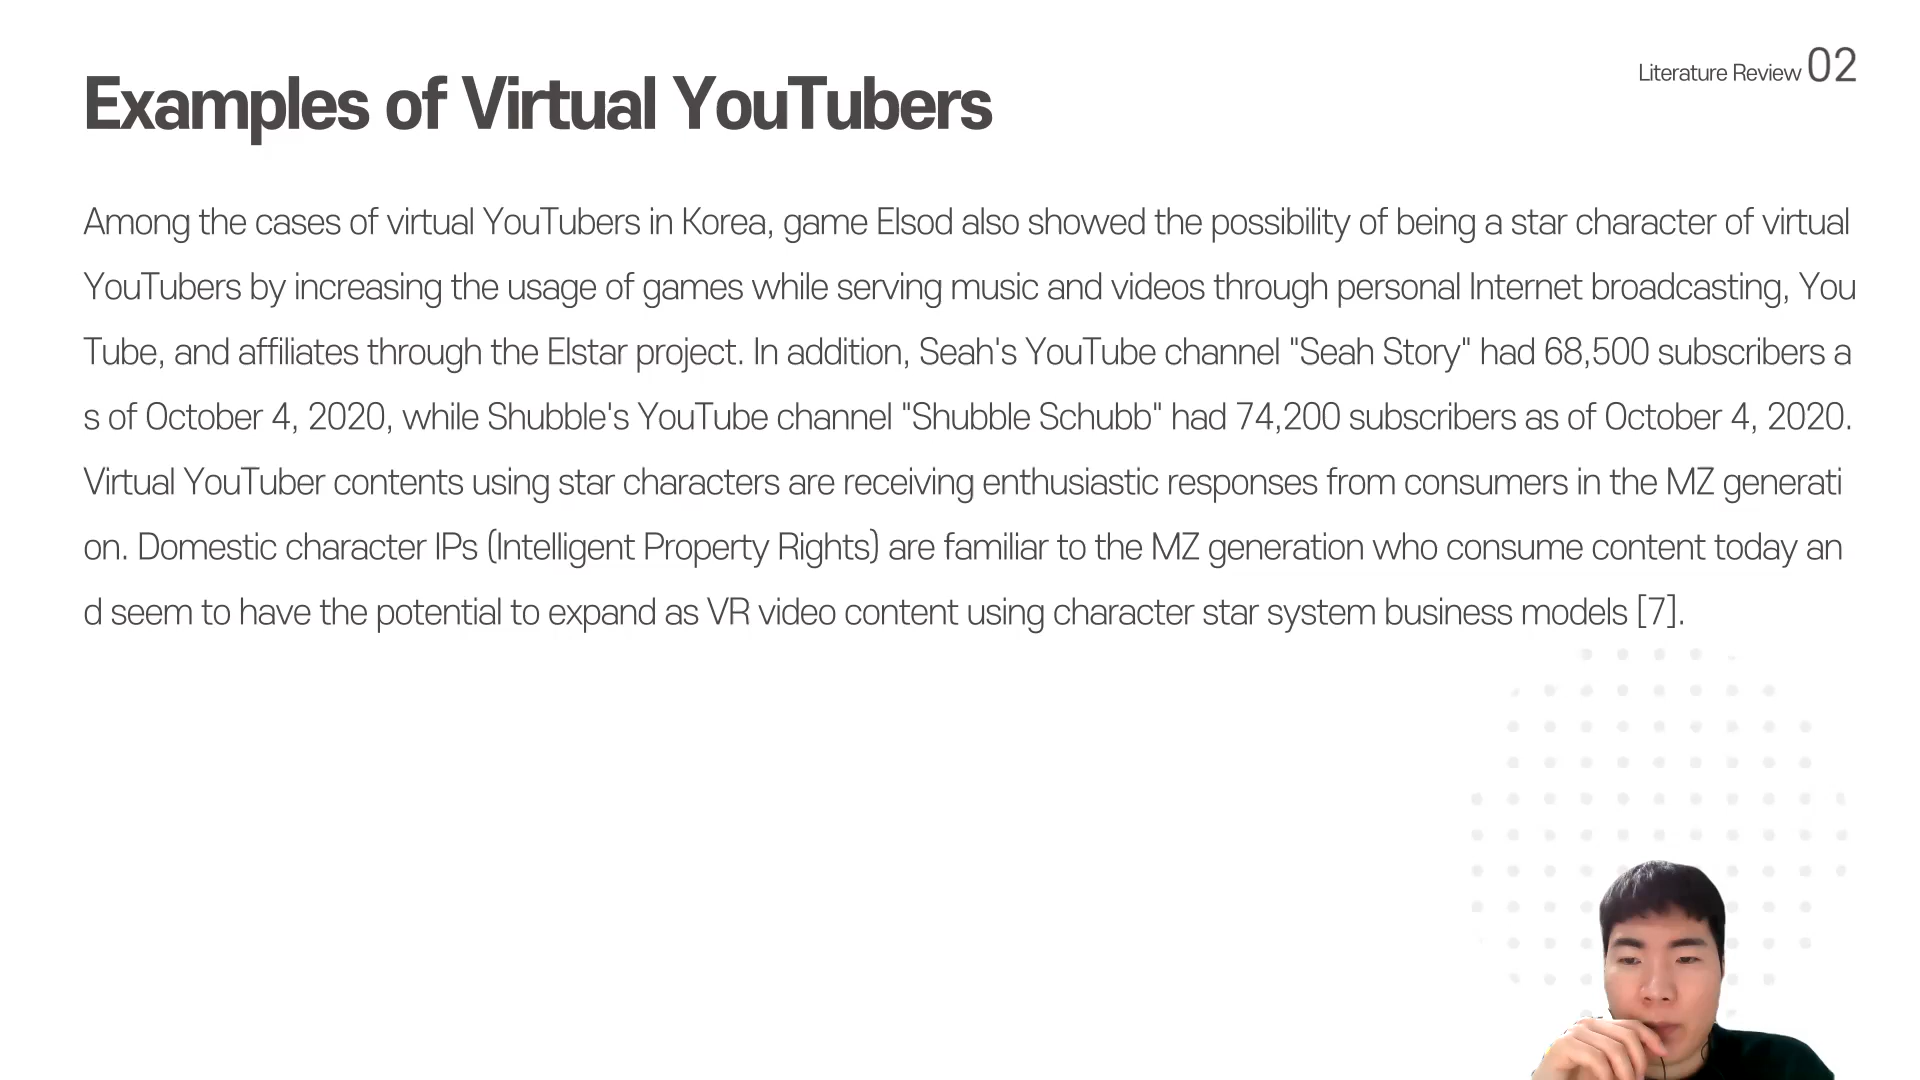 Literature Review 02
Examples of Virtual YouTubers
Among the cases of virtual YouTubers in Korea, game Elsod also showed the possibility of being a star character of virtual
YouTubers by increasing the usage of games while serving music and videos through personal Internet broadcasting, You
Tube, and affiliates through the Elstar project. In addition, Seah's YouTube channel "Seah Story" had 68,500 subscribers a
s of October 4, 2020, while Shubble's YouTube channel "Shubble Schubb" had 74,200 subscribers as of October 4, 2020.
Virtual YouTuber contents using star characters are receiving enthusiastic responses from consumers in the MZ generati
on. Domestic character IPs (Intelligent Property Rights) are familiar to the MZ generation who consume content today an
d seem to have the potential to expand as VR video content using character star system business models [7].